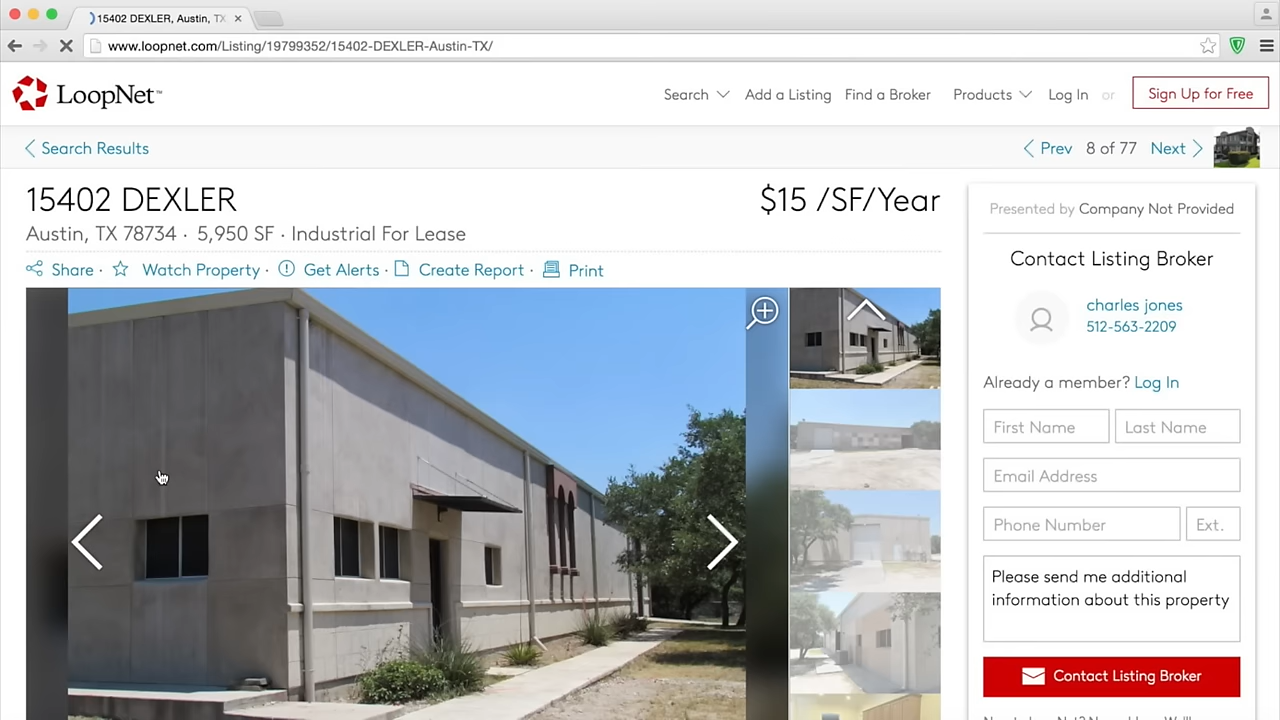 15402 DEXLER, Austin, TX
www.loopnet.com/Listing/19799352/15402-DEXLER-Austin-TX/
LoopNet™
Search
Add a Listing
Find a Broker
Products
Log In or
Sign Up for Free
Search Results
Prev 8 of 77 Next
15402 DEXLER
$15 /SF/Year
Austin, TX 78734 · 5,950 SF · Industrial For Lease
Share · Watch Property · Get Alerts · Create Report · Print
Presented by Company Not Provided
Contact Listing Broker
charles jones
512-563-2209
Already a member? Log In
First Name
Last Name
Email Address
Phone Number
Ext.
Please send me additional
information about this property
Contact Listing Broker